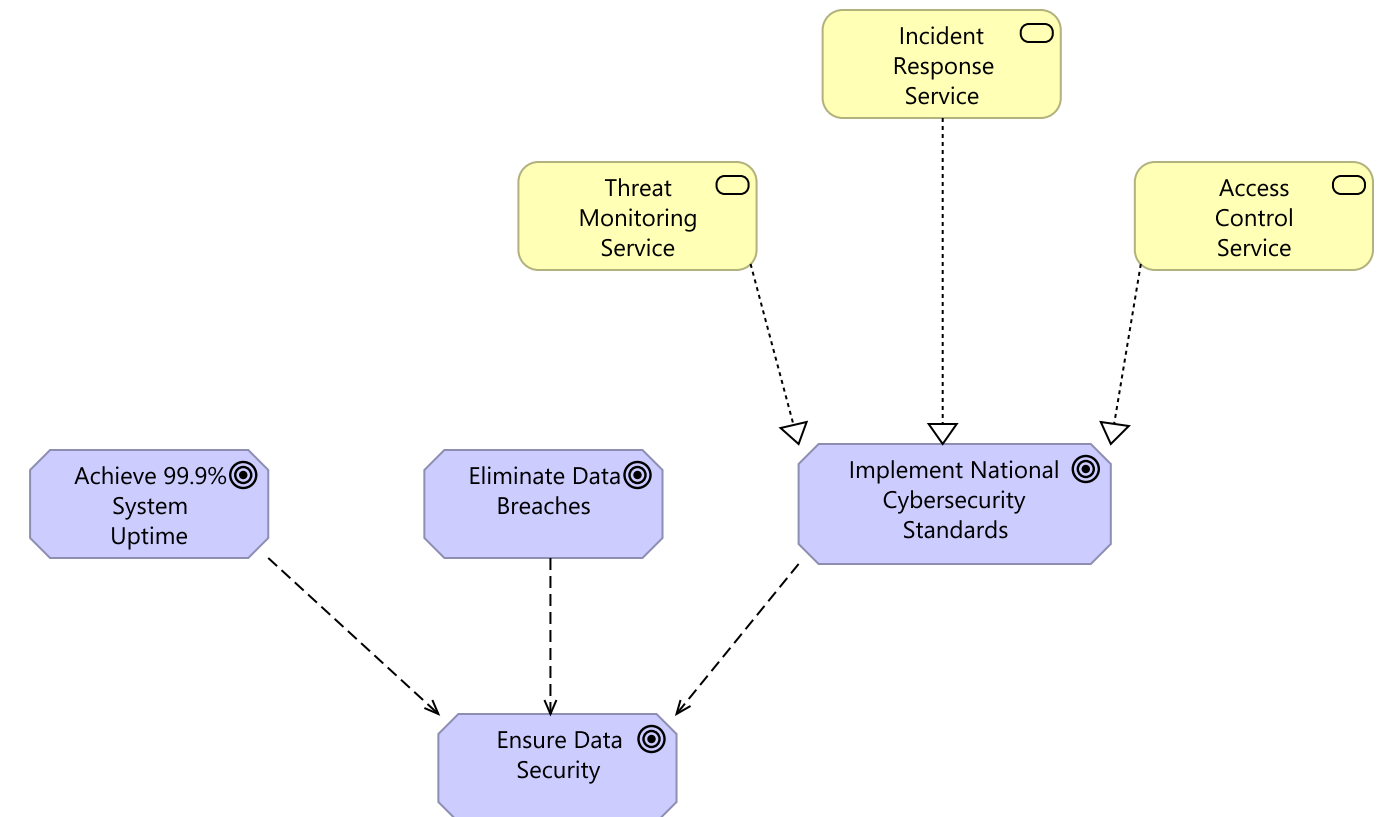 Incident
Response
Service
Threat
Monitoring
Service
Access
Control
Service
Achieve 99.9%
System
Uptime
Eliminate Data
Breaches
Implement National
Cybersecurity
Standards
Ensure Data
Security